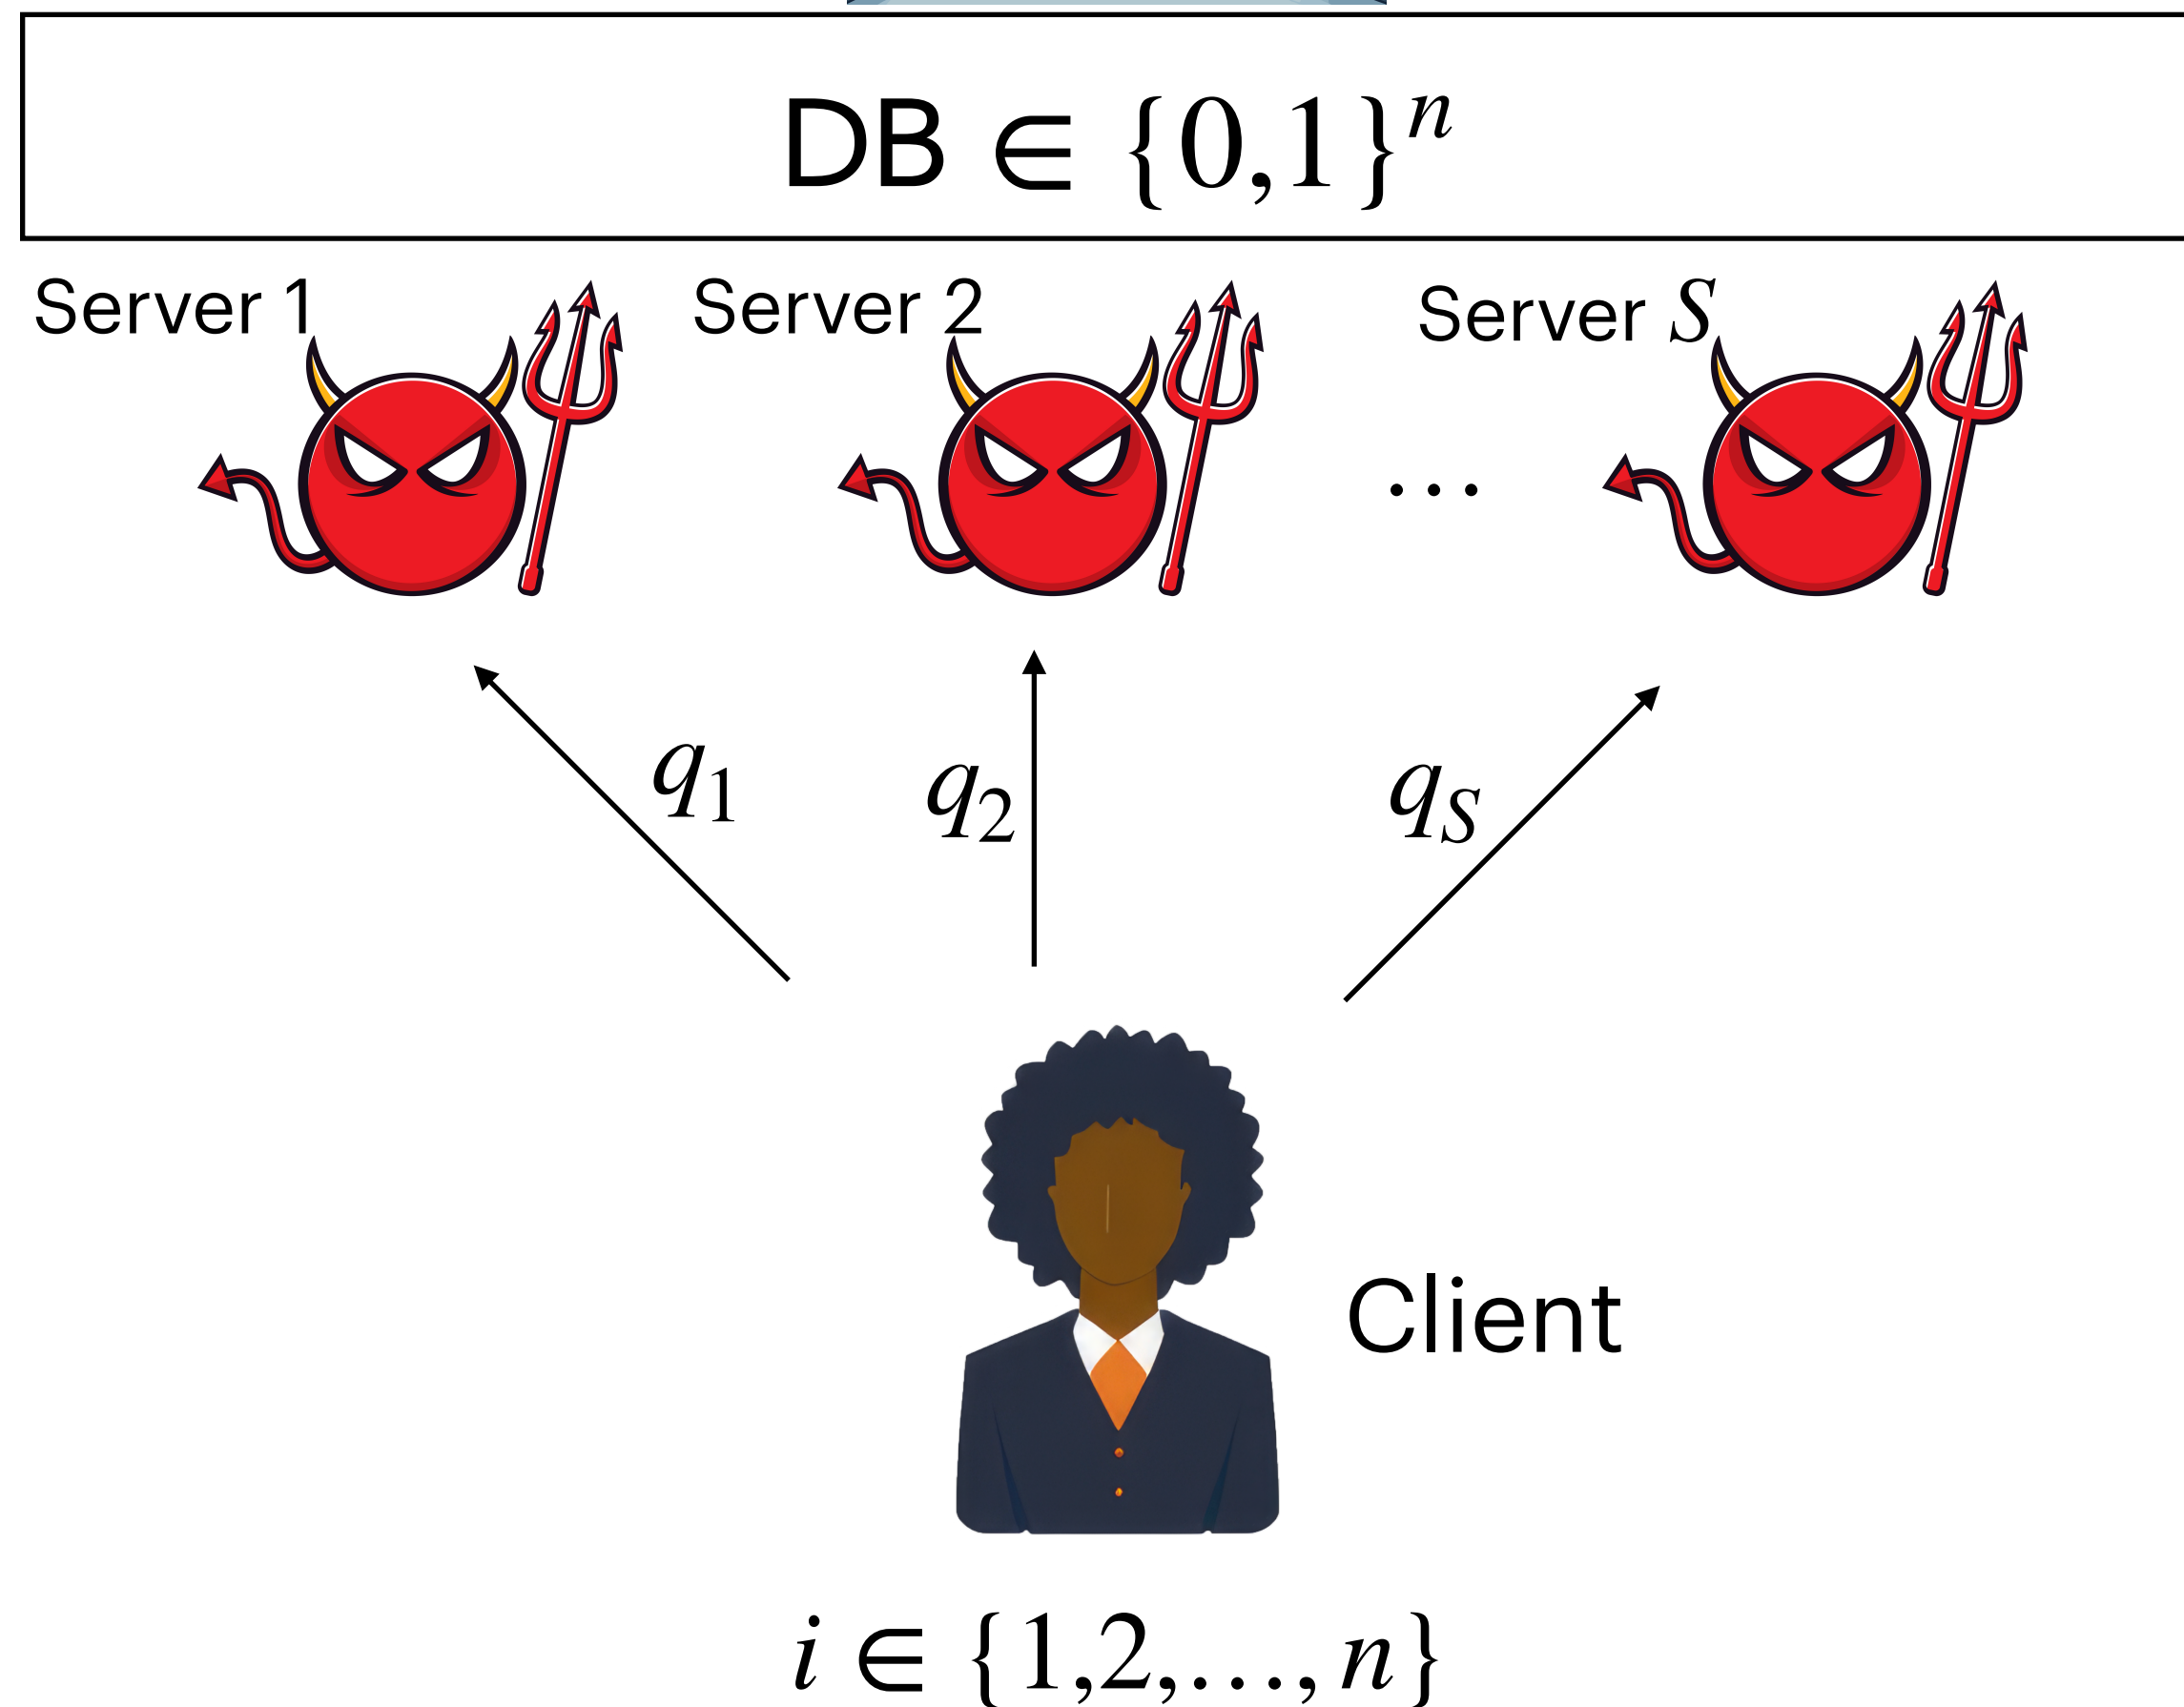 DB ∈ {0,1}ⁿ
Server 1 Server 2 Server s
...
q₁ q₂ qₛ
Client
i ∈ {1,2,...., n}